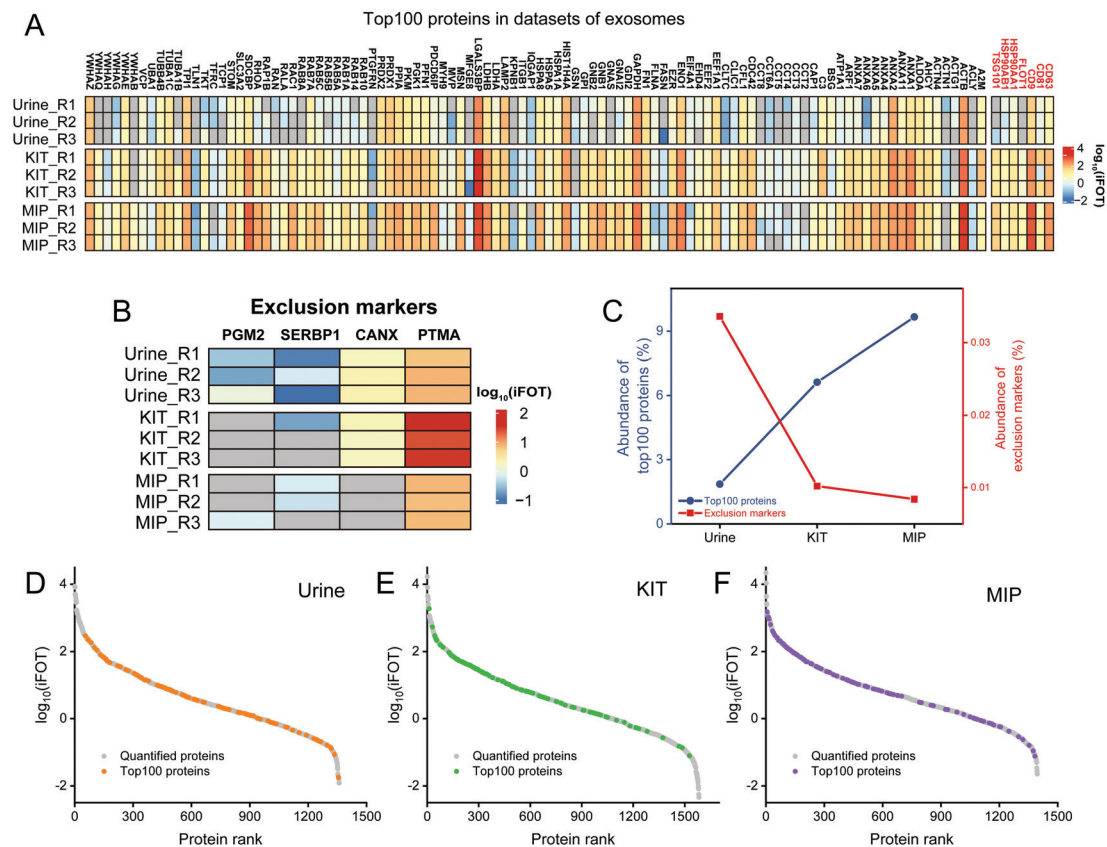 A
Top100 proteins in datasets of exosomes
YWHAZ YWHAQ YWHAH YWHAG YWHAE YWHAB VCP UBA1 TUBB4B TUBA1C TUBA1B TPI1 TLN1 TKT TFRC TCP1 STOM SLC3A2 SDCBP RHOA RAP1B RAN RALA RAC1 RAB8A RAB7A RAB5C RAB5B RAB5A RAB1A RAB14 PTGFRN PRDX2 PRDX1 PPIA PKM PGK1 PFN1 PDCD6IP MYH9 MVP MSN MFGE8 LGALS3BP LDHB LDHA LAMP2 KPNB1 ITGB1 IQGAP1 HSPA8 HSPA5 HSPA1A HIST1H4A GSN GPI GNB2 GNB1 GNAS GNAI2 GDI2 GAPDH FLNA FASN EZR ENO1 EIF4A1 EHD4 EEF2 EEF1A1 CLTC CLIC1 CFL1 CDC42 CCT8 CCT6A CCT5 CCT4 CCT3 CCT2 CAP1 C3 BSG ATP1A1 ARF1 ANXA7 ANXA6 ANXA5 ANXA4 ANXA2 ANXA11 ANXA1 ALDOA AHCY ACTN4 ACTN1 ACTG1 ACTB ACLY A2M TSG101 HSP90AB1 HSP90AA1 FLOT1 CD9 CD81 CD63
Urine_R1
Urine_R2
Urine_R3
KIT_R1
KIT_R2
KIT_R3
MIP_R1
MIP_R2
MIP_R3
4
2
0
−2
log10(iFOT)
B
Exclusion markers
PGM2 SERBP1 CANX PTMA
Urine_R1
Urine_R2
Urine_R3
KIT_R1
KIT_R2
KIT_R3
MIP_R1
MIP_R2
MIP_R3
log10(iFOT)
2
1
0
−1
C
Abundance of
top100 proteins (%)
9
6
3
0
Top100 proteins
Exclusion markers
Urine KIT MIP
0.03
0.02
0.01
Abundance of
exclusion markers (%)
D
Urine
log10(iFOT)
4
2
0
-2
Quantified proteins
Top100 proteins
0 300 600 900 1200 1500
Protein rank
E
KIT
log10(iFOT)
4
2
0
-2
Quantified proteins
Top100 proteins
0 300 600 900 1200 1500
Protein rank
F
MIP
log10(iFOT)
4
2
0
-2
Quantified proteins
Top100 proteins
0 300 600 900 1200 1500
Protein rank